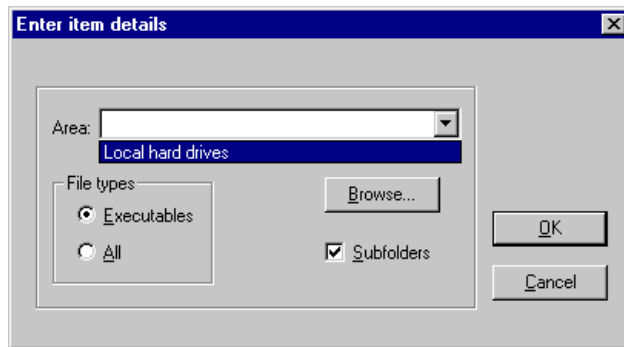 Enter item details
Area:
Local hard drives
File types
Browse...
Executables
All
Subfolders
OK
Cancel